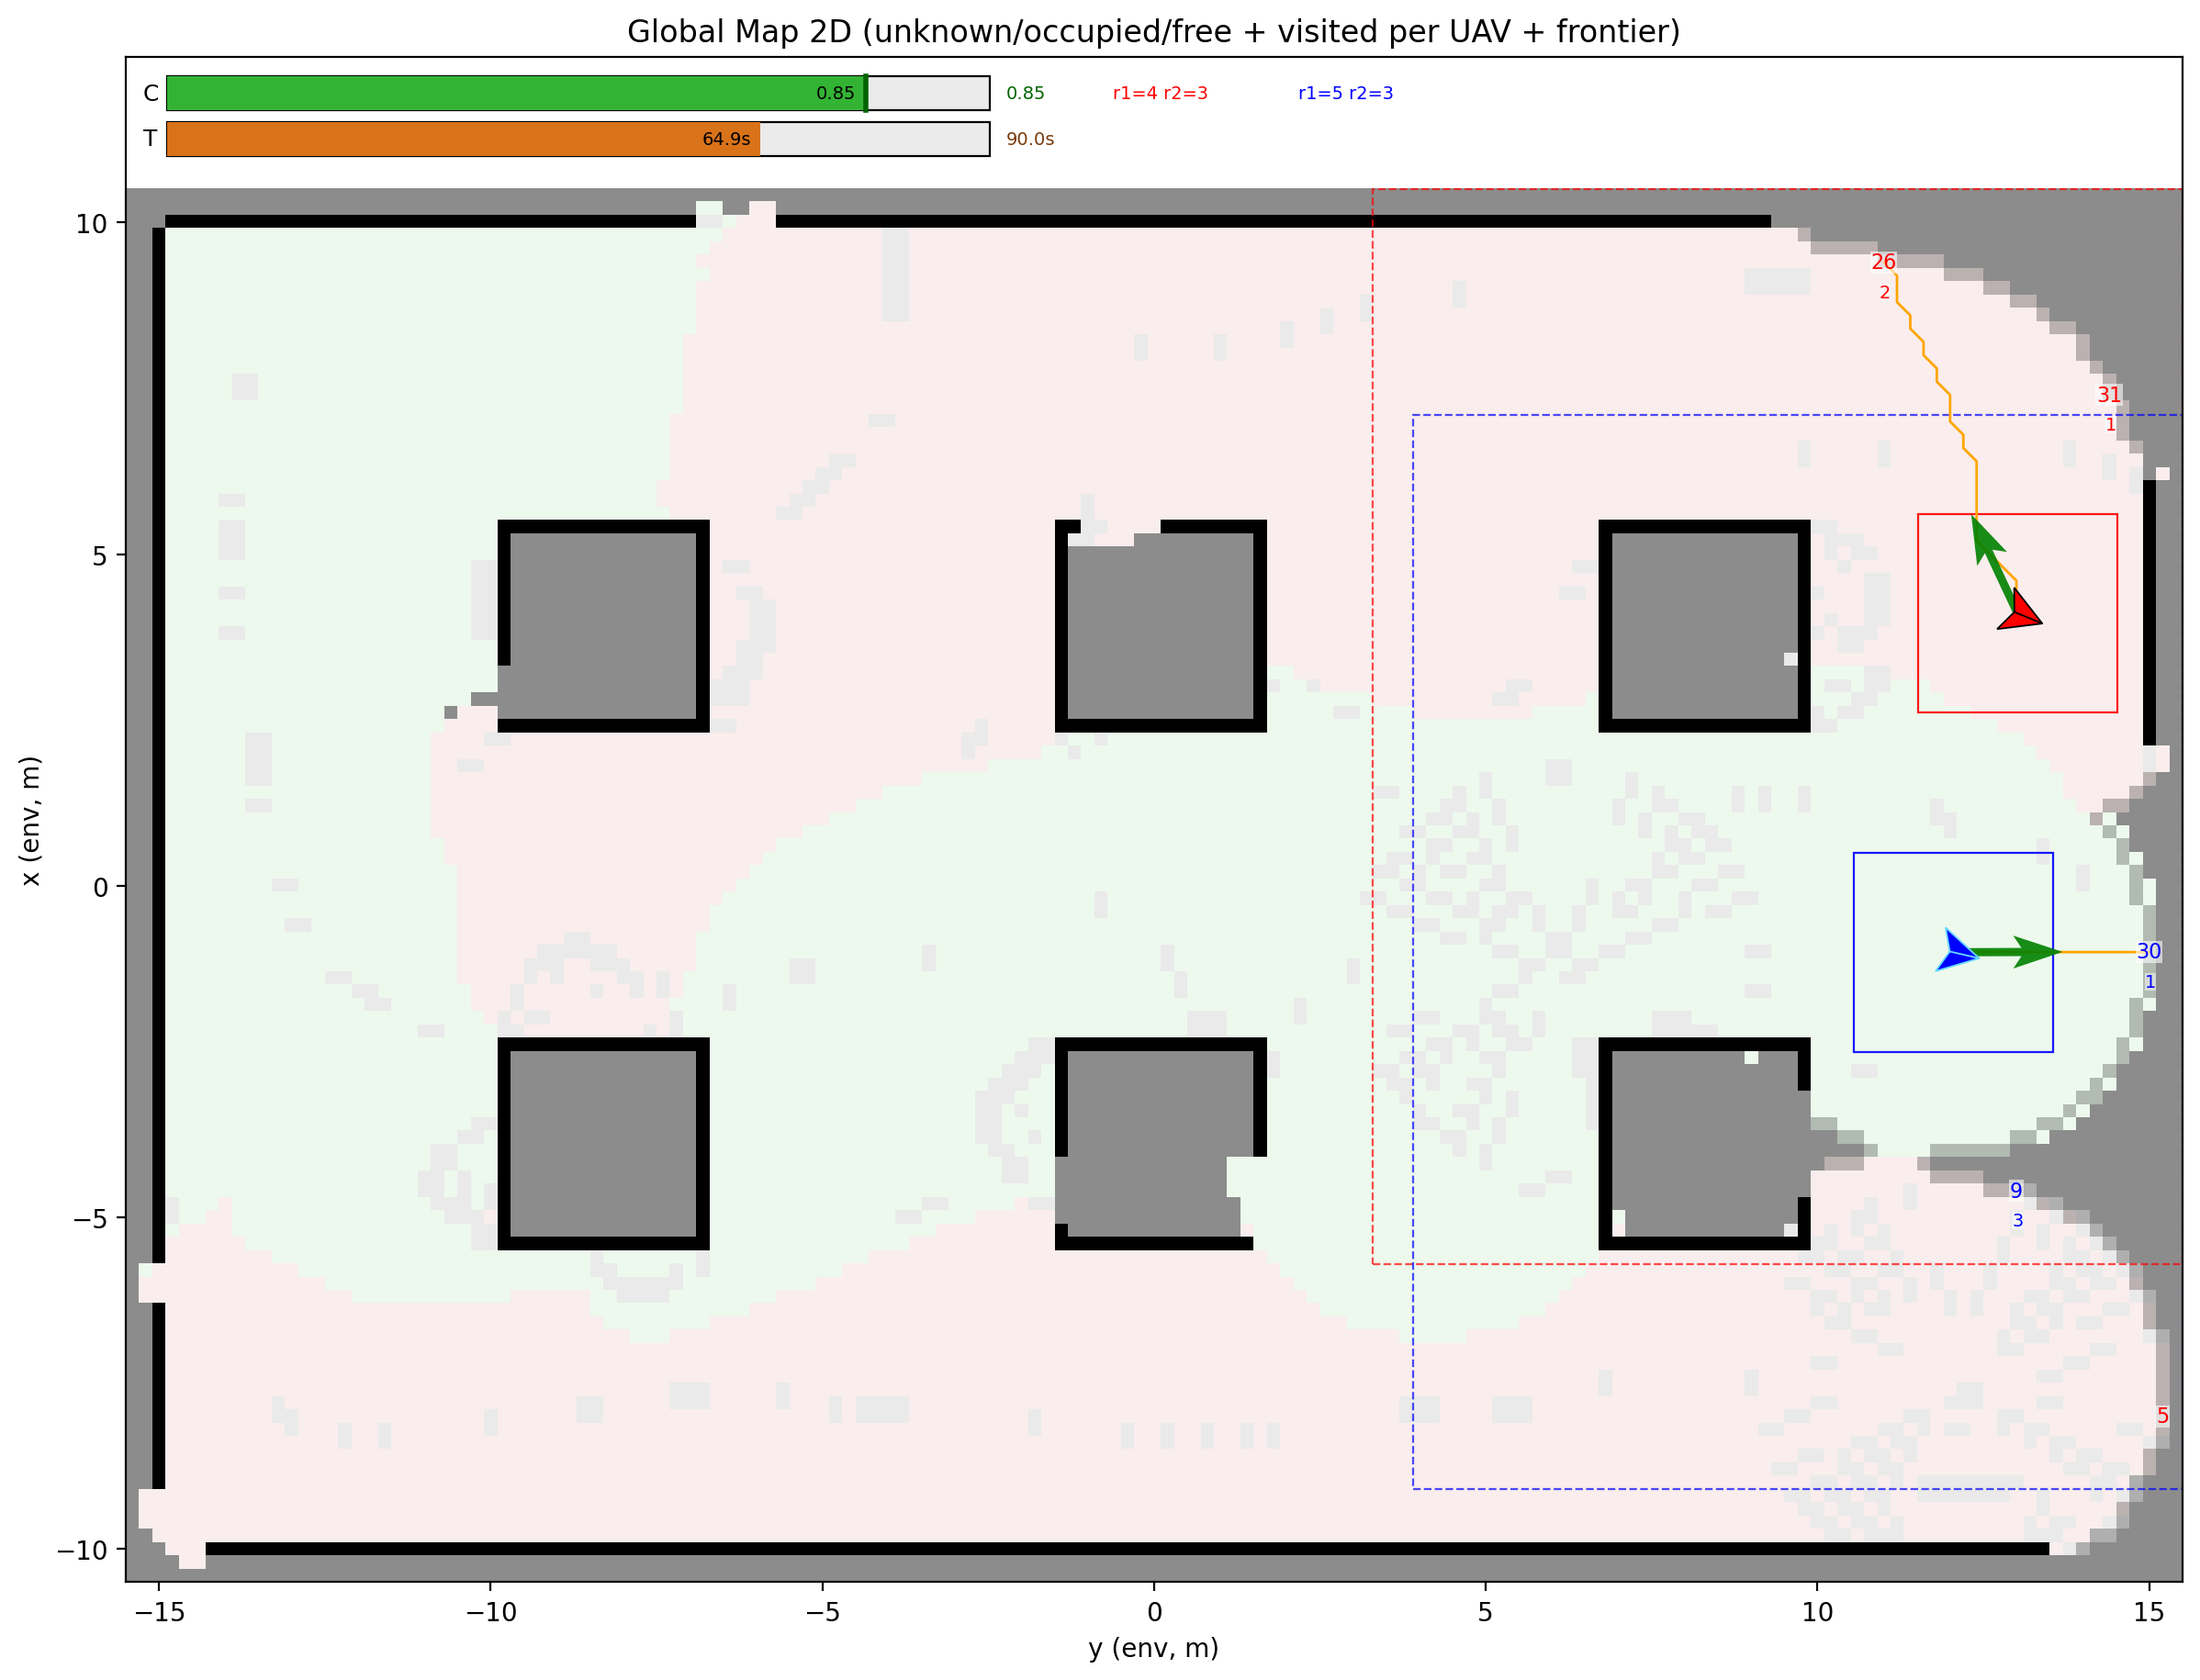 Global Map 2D (unknown/occupied/free + visited per UAV + frontier)
C 0.85 0.85 r1=4 r2=3 r1=5 r2=3
T 64.9s 90.0s
10
5
0
−5
−10
x (env, m)
26
2
31
1
30
1
9
3
5
−15 −10 −5 0 5 10 15
y (env, m)